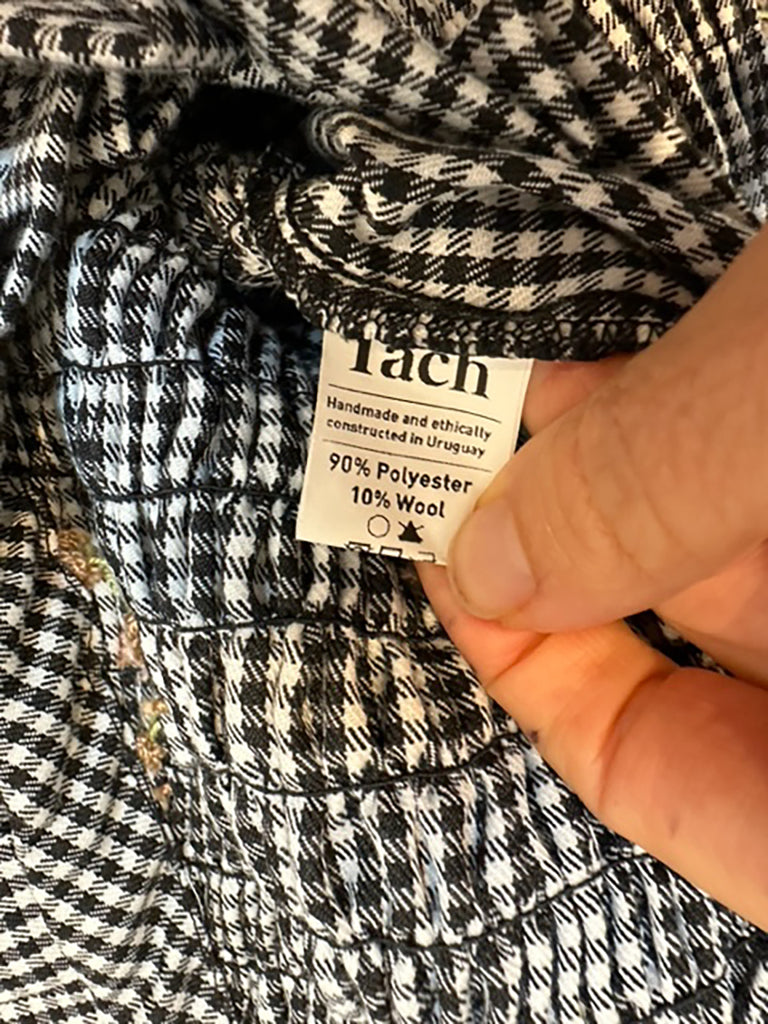 Tach
Handmade and ethically
constructed in Uruguay
90% Polyester
10% Wool